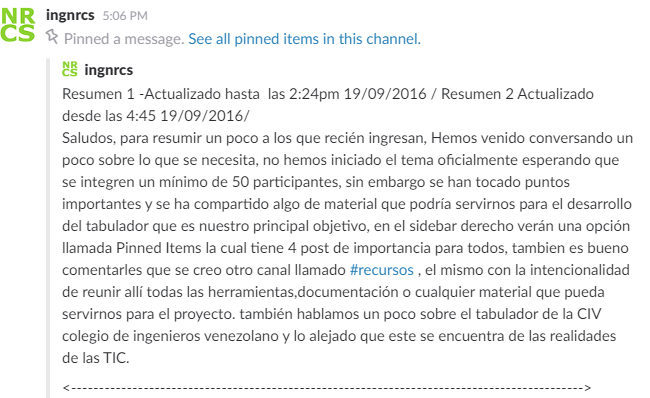 NR
CS
ingnrcs 5:06 PM
Pinned a message. See all pinned items in this channel.
NR
CS
ingnrcs
Resumen 1 -Actualizado hasta las 2:24pm 19/09/2016 / Resumen 2 Actualizado
desde las 4:45 19/09/2016/
Saludos, para resumir un poco a los que recién ingresan, Hemos venido conversando un
poco sobre lo que se necesita, no hemos iniciado el tema oficialmente esperando que
se integren un mínimo de 50 participantes, sin embargo se han tocado puntos
importantes y se ha compartido algo de material que podría servirnos para el desarrollo
del tabulador que es nuestro principal objetivo, en el sidebar derecho verán una opción
llamada Pinned Items la cual tiene 4 post de importancia para todos, tambien es bueno
comentarles que se creo otro canal llamado #recursos , el mismo con la intencionalidad
de reunir allí todas las herramientas,documentación o cualquier material que pueda
servirnos para el proyecto. también hablamos un poco sobre el tabulador de la CIV
colegio de ingenieros venezolano y lo alejado que este se encuentra de las realidades
de las TIC.
<-------------------------------------------------------------------------------------------->